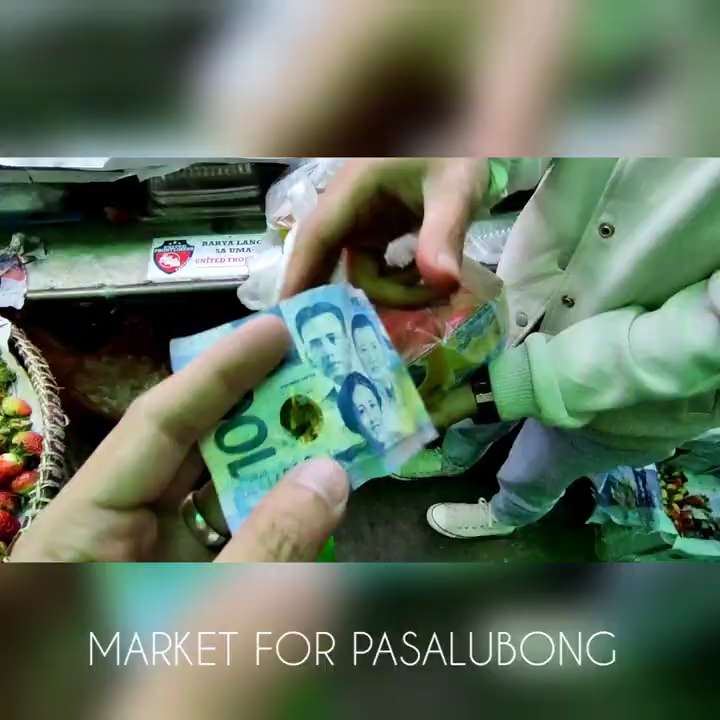 BARYA LANG
SA UMA
UNITED FRO
100
MARKET FOR PASALUBONG